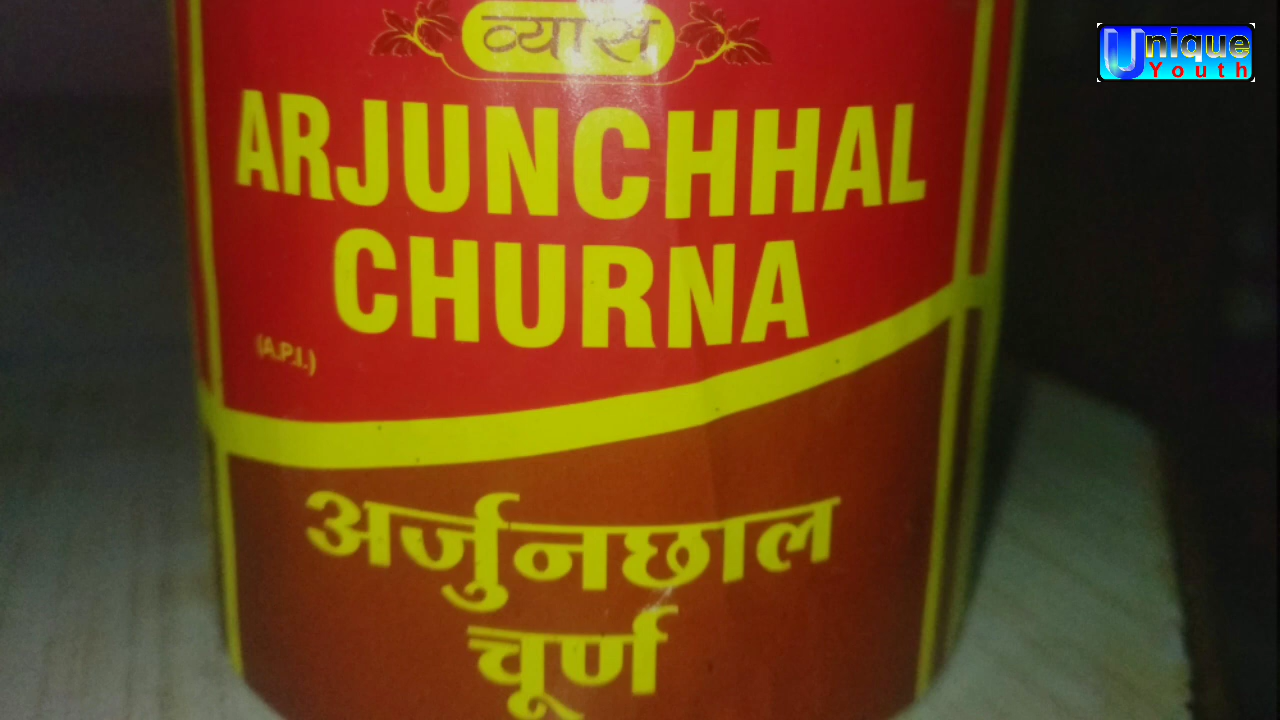 व्यास
Unique
Youth
ARJUNCHHAL
CHURNA
(A.P.I.)
अर्जुनछाल
चूर्ण